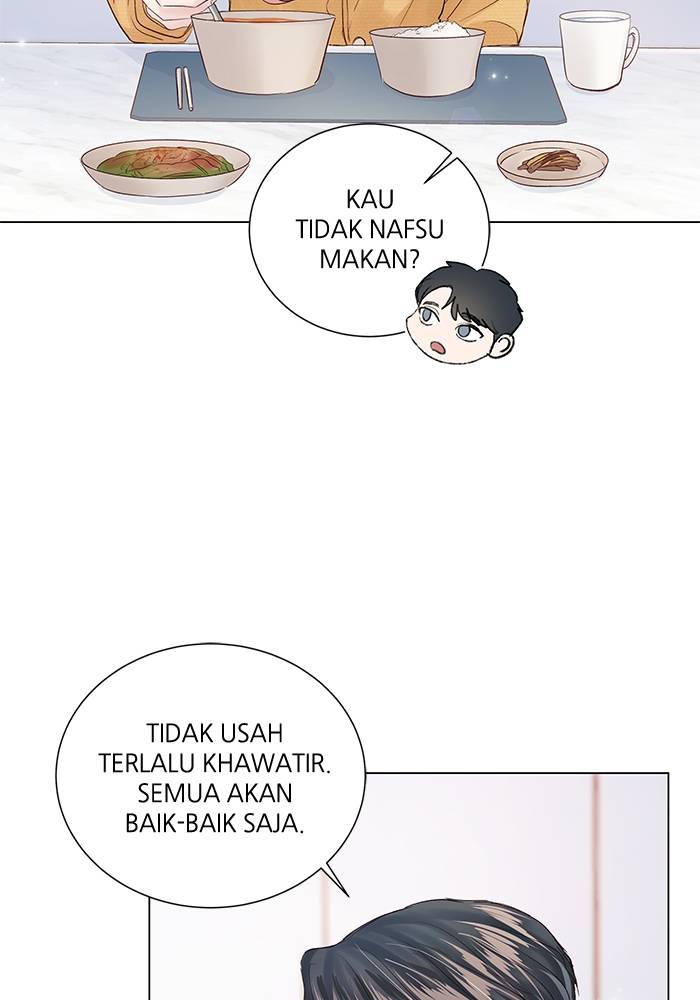 KAU
TIDAK NAFSU
MAKAN?
TIDAK USAH
TERLALU KHAWATIR.
SEMUA AKAN
BAIK-BAIK SAJA.